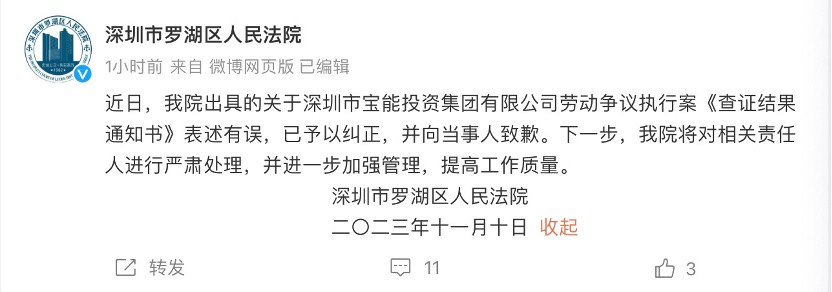 深圳市罗湖区人民法院
1小时前 来自 微博网页版 已编辑
近日，我院出具的关于深圳市宝能投资集团有限公司劳动争议执行案《查证结果
通知书》表述有误，已予以纠正，并向当事人致歉。下一步，我院将对相关责任
人进行严肃处理，并进一步加强管理，提高工作质量。
深圳市罗湖区人民法院
二〇二三年十一月十日 收起
转发 11 3